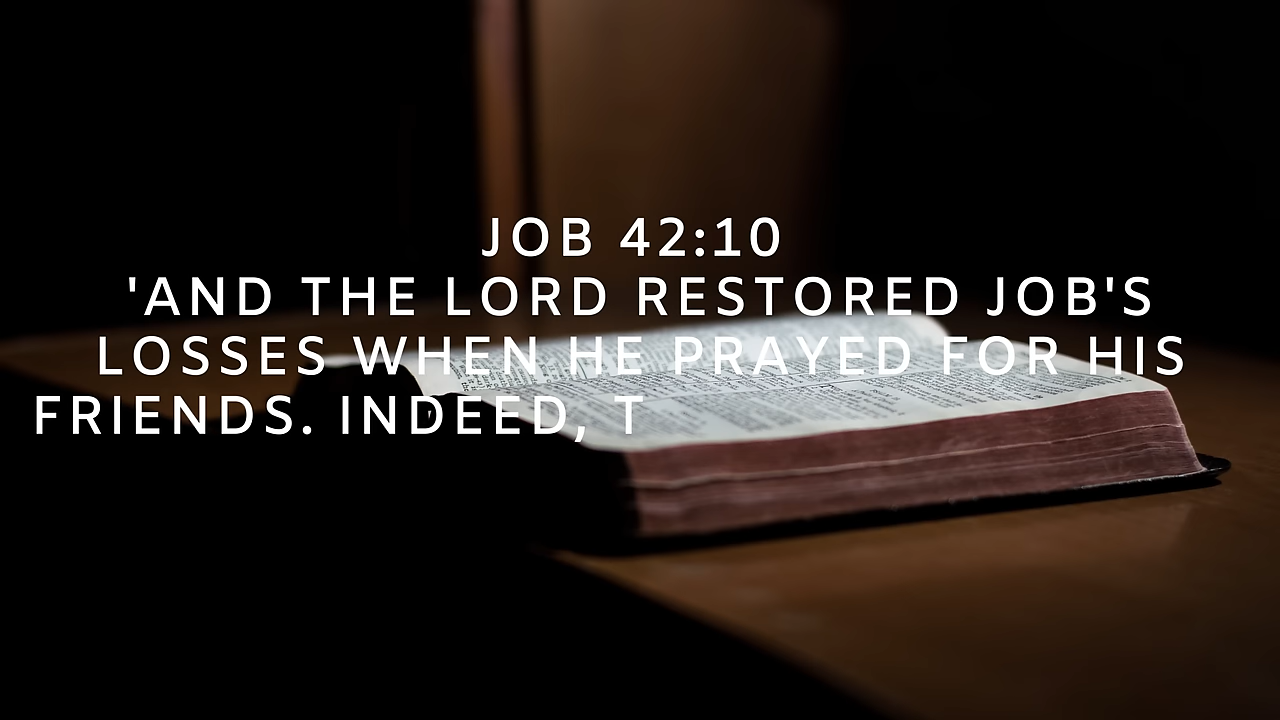 JOB 42:10
'AND THE LORD RESTORED JOB'S
LOSSES WHEN HE PRAYED FOR HIS
FRIENDS. INDEED, T